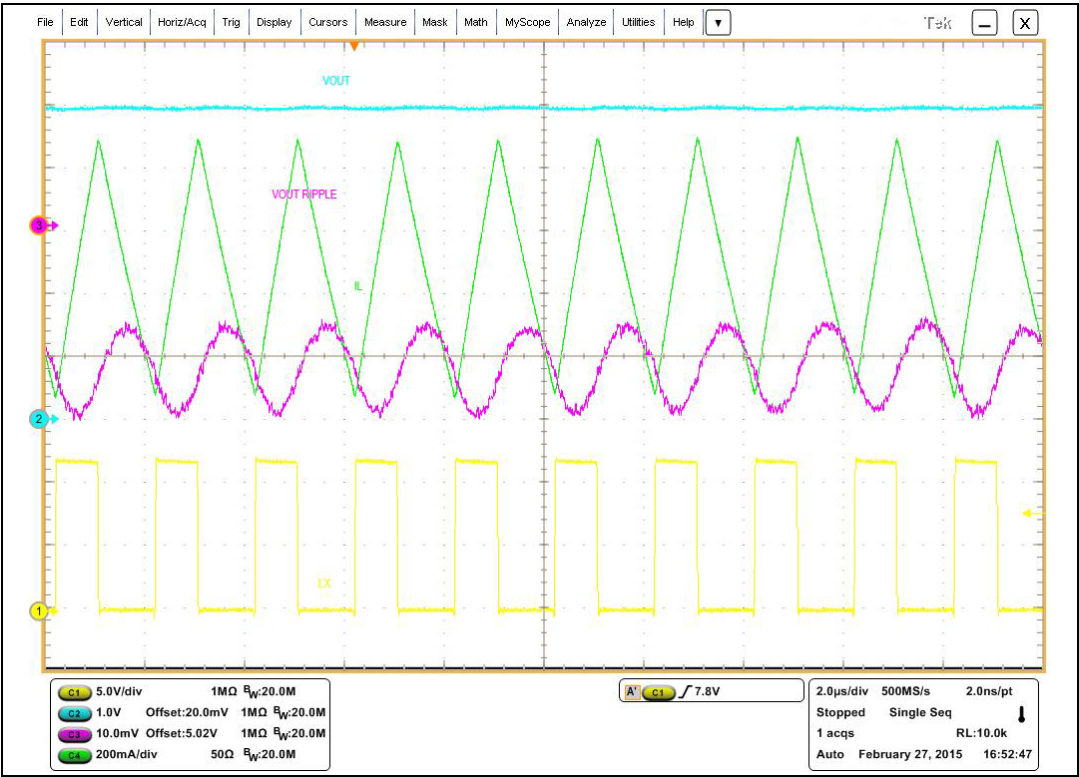 File Edit Vertical Horiz/Acq Trig Display Cursors Measure Mask Math MyScope Analyze Utilities Help Tek X
VOUT
VOUT RIPPLE
3
IL
2
LX
1
C1 5.0V/div 1MΩ BW:20.0M
C2 1.0V Offset:20.0mV 1MΩ BW:20.0M
C3 10.0mV Offset:5.02V 1MΩ BW:20.0M
C4 200mA/div 50Ω BW:20.0M
A' C1 7.8V
2.0µs/div 500MS/s 2.0ns/pt
Stopped Single Seq
1 acqs RL:10.0k
Auto February 27, 2015 16:52:47